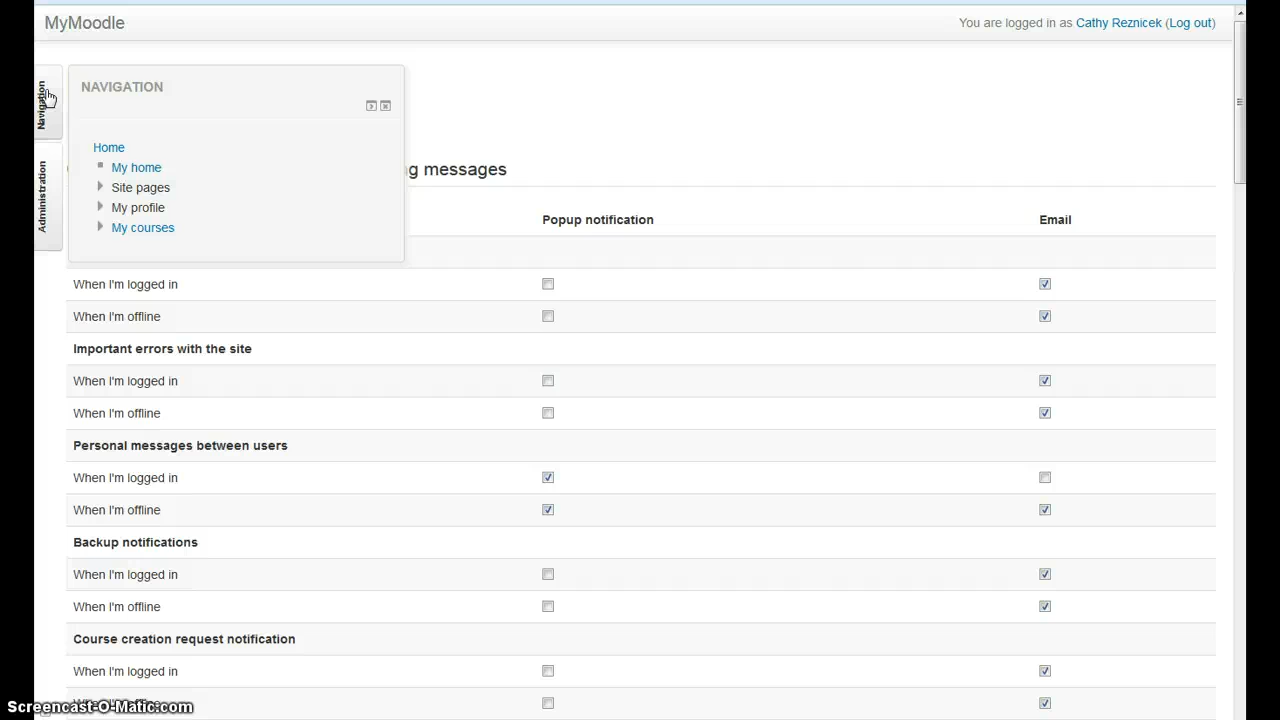 MyMoodle
You are logged in as Cathy Reznicek (Log out)
Navigation
Administration
NAVIGATION
Home
My home
Site pages
My profile
My courses
g messages
Popup notification Email
When I'm logged in
When I'm offline
Important errors with the site
When I'm logged in
When I'm offline
Personal messages between users
When I'm logged in
When I'm offline
Backup notifications
When I'm logged in
When I'm offline
Course creation request notification
When I'm logged in
Screencast-O-Matic.com